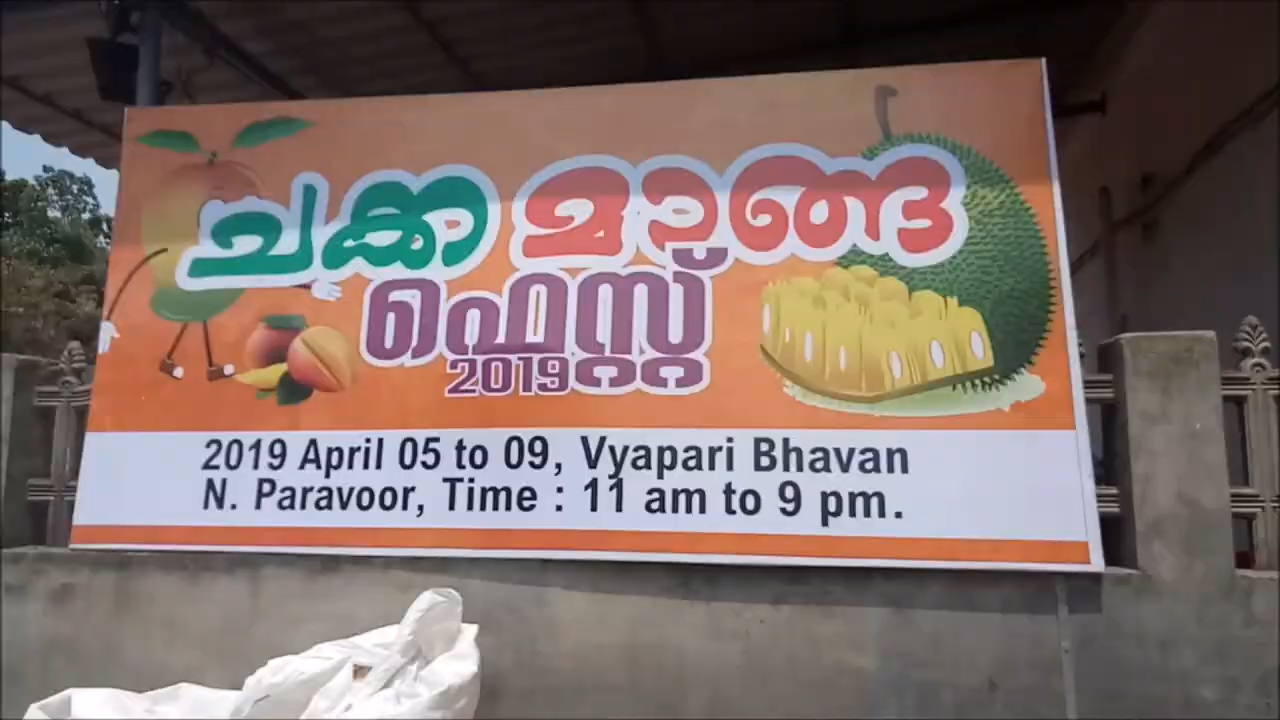 ചക്ക മാങ്ങ
ഫെസ്റ്റ്
2019
2019 April 05 to 09, Vyapari Bhavan
N. Paravoor, Time : 11 am to 9 pm.